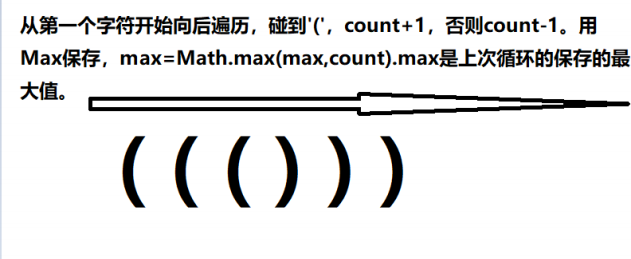 从第一个字符开始向后遍历，碰到'('，count+1，否则count-1。用
Max保存，max=Math.max(max,count).max是上次循环的保存的最
大值。
( ( ( ) ) )